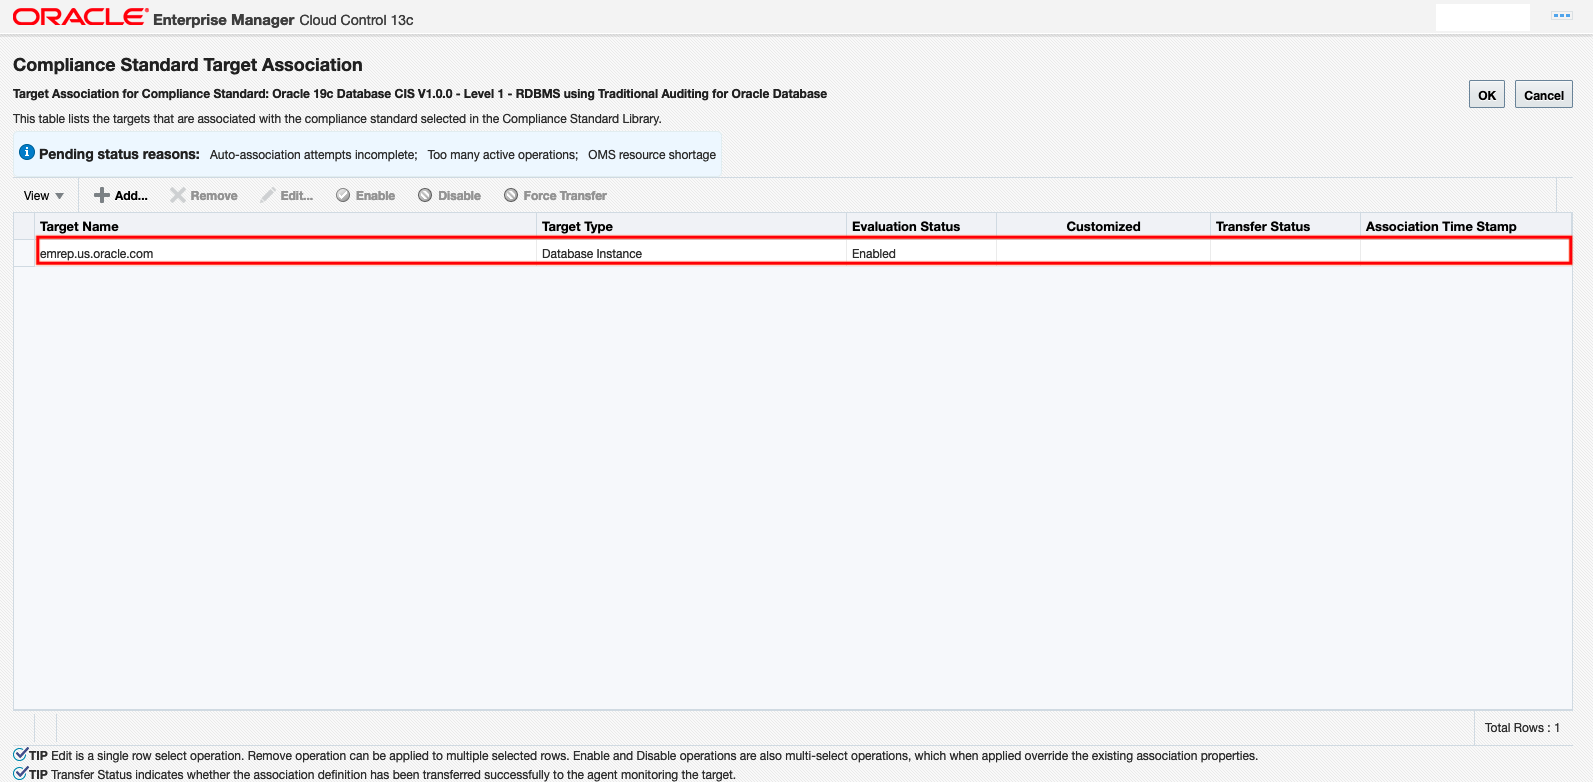 ORACLE® Enterprise Manager Cloud Control 13c
Compliance Standard Target Association
Target Association for Compliance Standard: Oracle 19c Database CIS V1.0.0 - Level 1 - RDBMS using Traditional Auditing for Oracle Database
OK Cancel
This table lists the targets that are associated with the compliance standard selected in the Compliance Standard Library.
Pending status reasons: Auto-association attempts incomplete; Too many active operations; OMS resource shortage
View Add... Remove Edit... Enable Disable Force Transfer
Target Name Target Type Evaluation Status Customized Transfer Status Association Time Stamp
emrep.us.oracle.com Database Instance Enabled
Total Rows : 1
TIP Edit is a single row select operation. Remove operation can be applied to multiple selected rows. Enable and Disable operations are also multi-select operations, which when applied override the existing association properties.
TIP Transfer Status indicates whether the association definition has been transferred successfully to the agent monitoring the target.